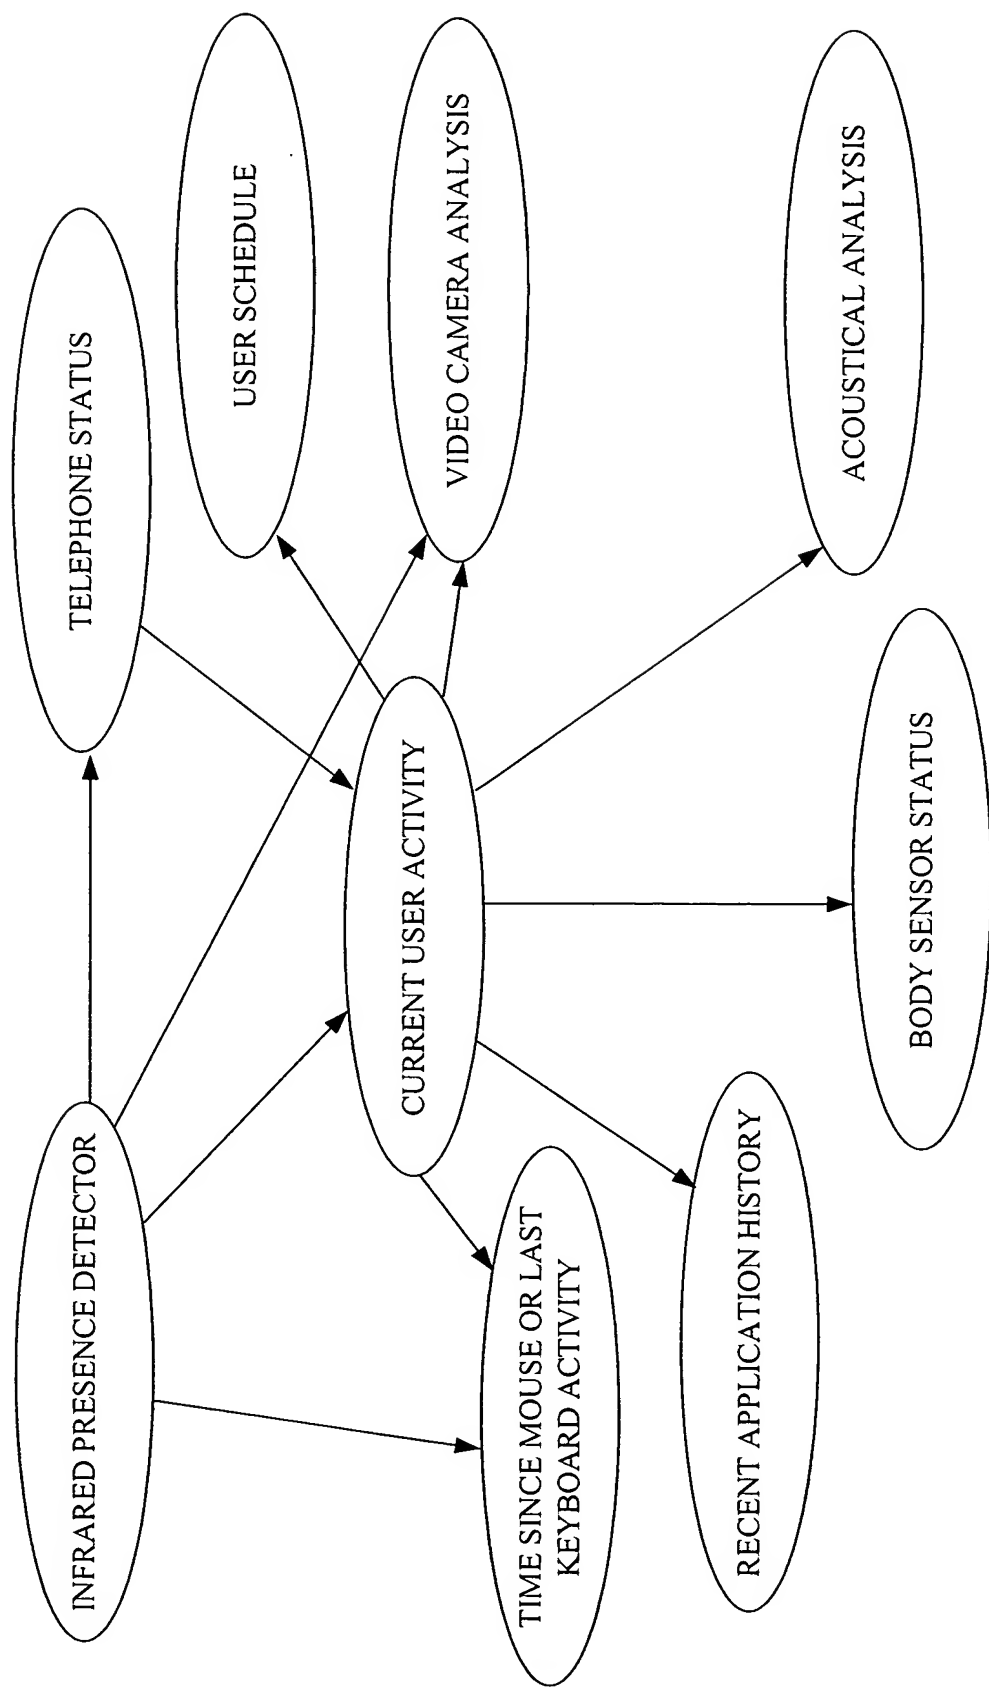 INFRARED PRESENCE DETECTOR
TELEPHONE STATUS
USER SCHEDULE
CURRENT USER ACTIVITY
VIDEO CAMERA ANALYSIS
TIME SINCE MOUSE OR LAST
KEYBOARD ACTIVITY
RECENT APPLICATION HISTORY
BODY SENSOR STATUS
ACOUSTICAL ANALYSIS